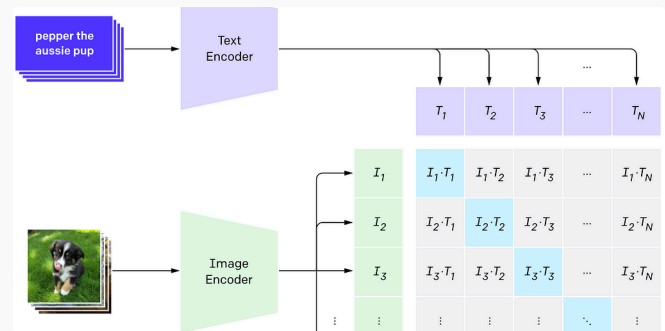 pepper the
aussie pup
Text
Encoder
...
T1 T2 T3 ... TN
I1 I1·T1 I1·T2 I1·T3 ... I1·TN
I2 I2·T1 I2·T2 I2·T3 ... I2·TN
Image
Encoder
I3 I3·T1 I3·T2 I3·T3 ... I3·TN
⋮ ⋮ ⋮ ⋮ ⋮ ⋱ ⋮